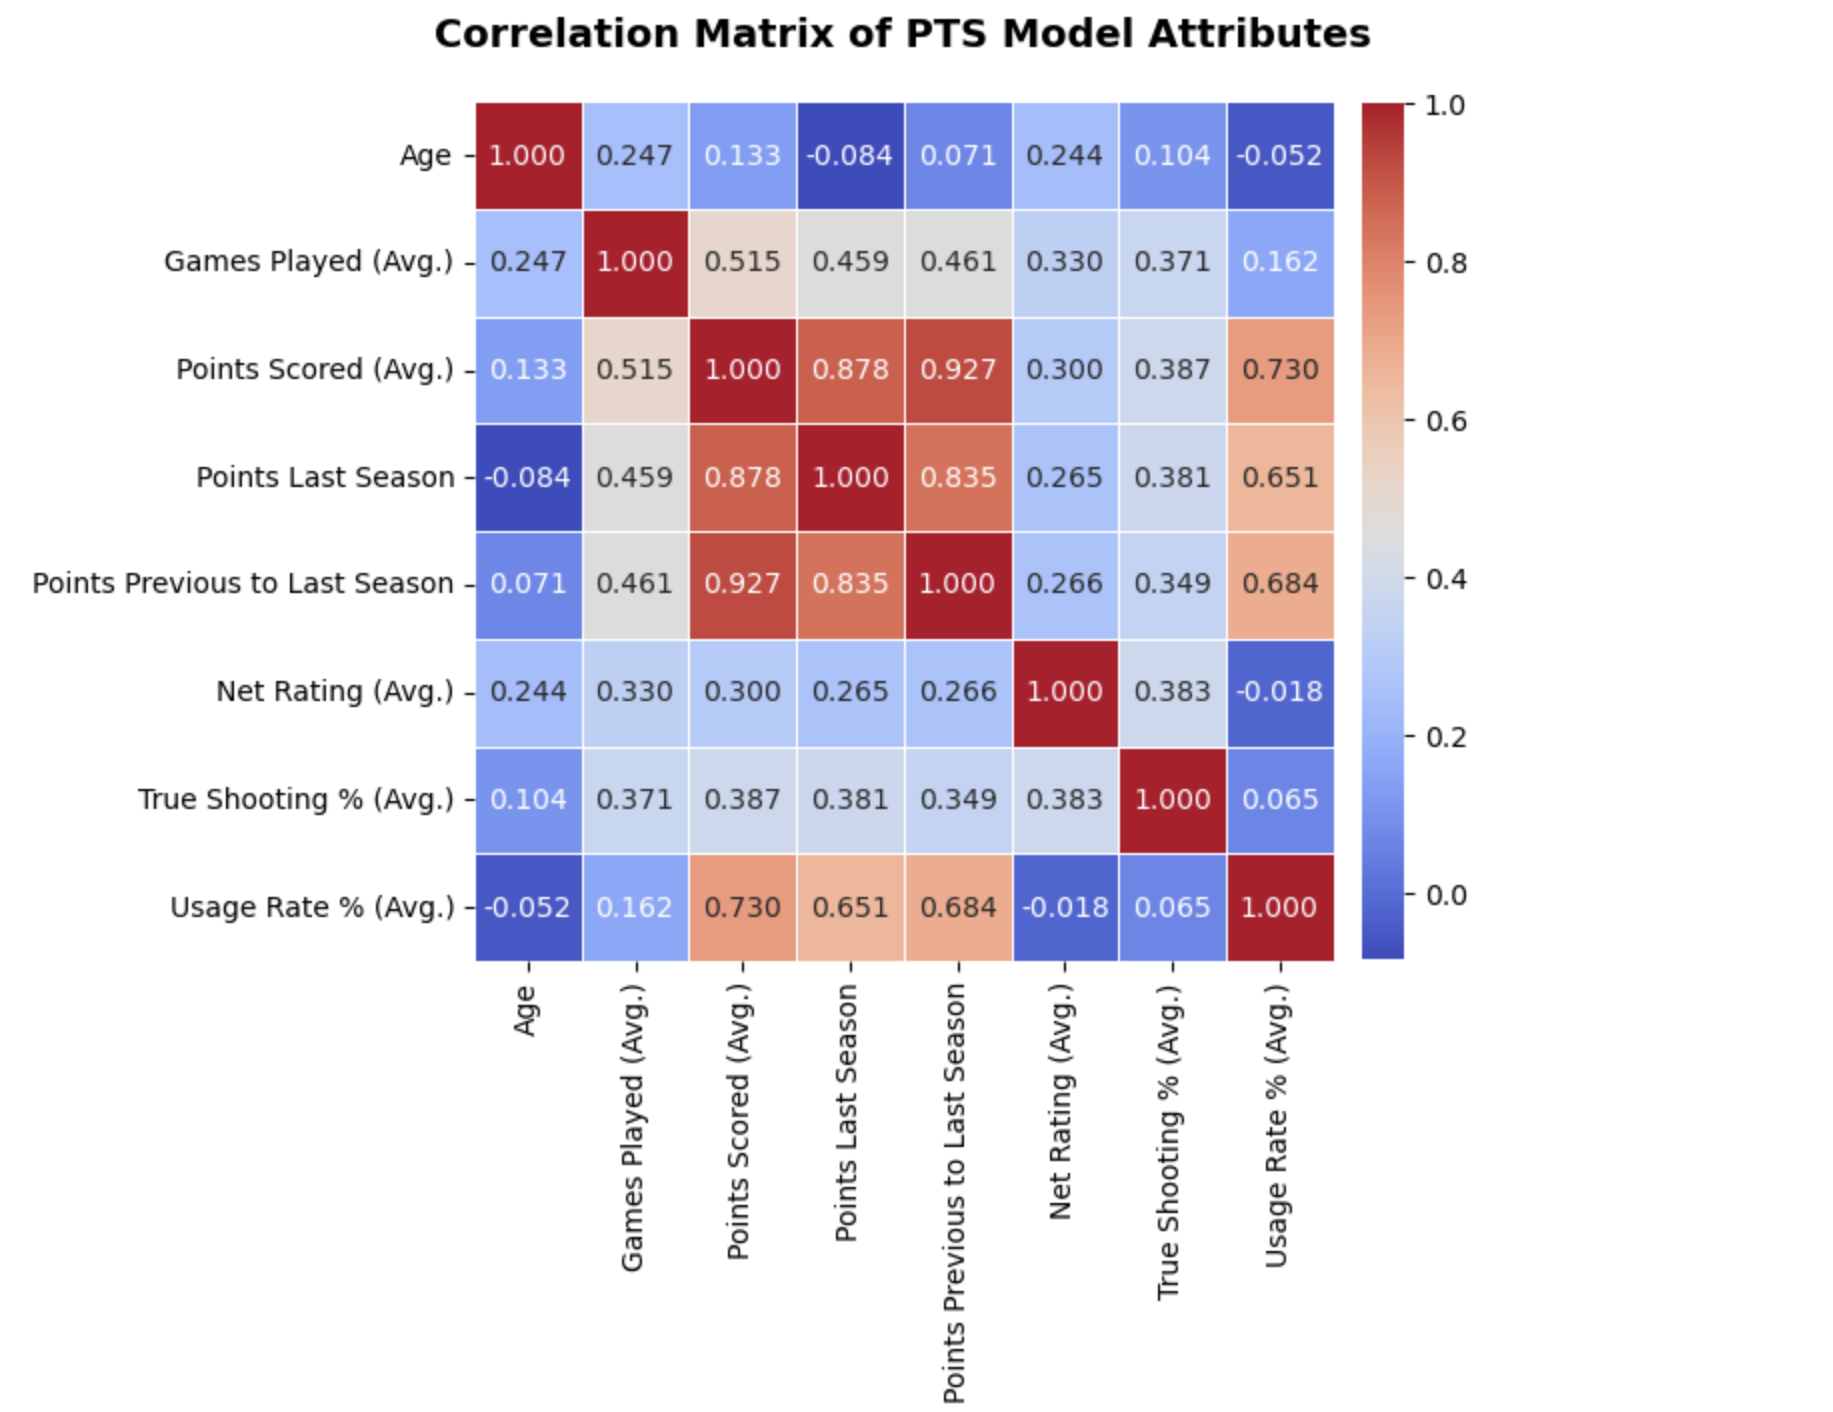 Correlation Matrix of PTS Model Attributes
Age 1.000 0.247 0.133 -0.084 0.071 0.244 0.104 -0.052
Games Played (Avg.) 0.247 1.000 0.515 0.459 0.461 0.330 0.371 0.162
Points Scored (Avg.) 0.133 0.515 1.000 0.878 0.927 0.300 0.387 0.730
Points Last Season -0.084 0.459 0.878 1.000 0.835 0.265 0.381 0.651
Points Previous to Last Season 0.071 0.461 0.927 0.835 1.000 0.266 0.349 0.684
Net Rating (Avg.) 0.244 0.330 0.300 0.265 0.266 1.000 0.383 -0.018
True Shooting % (Avg.) 0.104 0.371 0.387 0.381 0.349 0.383 1.000 0.065
Usage Rate % (Avg.) -0.052 0.162 0.730 0.651 0.684 -0.018 0.065 1.000
Age
Games Played (Avg.)
Points Scored (Avg.)
Points Last Season
Points Previous to Last Season
Net Rating (Avg.)
True Shooting % (Avg.)
Usage Rate % (Avg.)
1.0
0.8
0.6
0.4
0.2
0.0